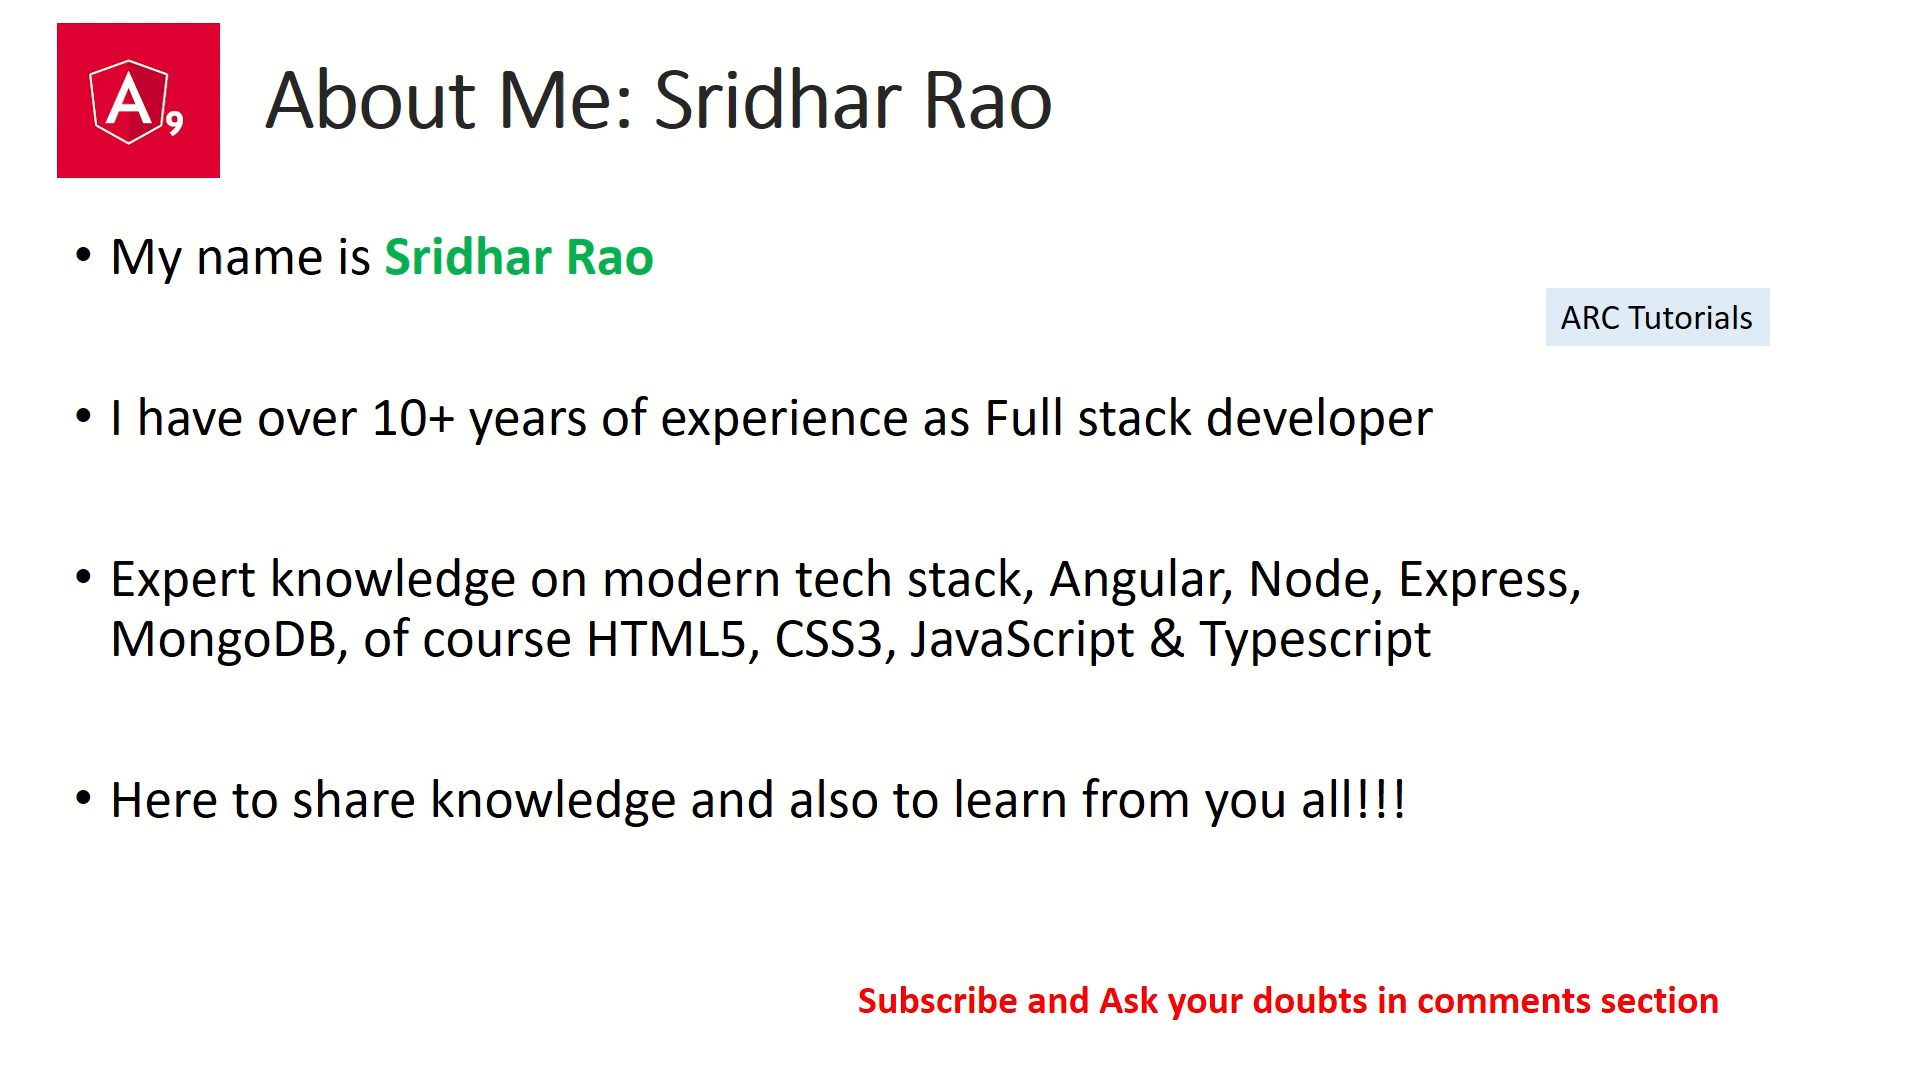 A9
About Me: Sridhar Rao
• My name is Sridhar Rao
ARC Tutorials
• I have over 10+ years of experience as Full stack developer
• Expert knowledge on modern tech stack, Angular, Node, Express,
MongoDB, of course HTML5, CSS3, JavaScript & Typescript
• Here to share knowledge and also to learn from you all!!!
Subscribe and Ask your doubts in comments section